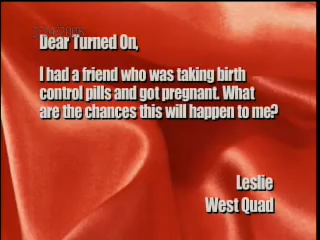 Dear Turned On,
I had a friend who was taking birth
control pills and got pregnant. What
are the chances this will happen to me?
Leslie
West Quad